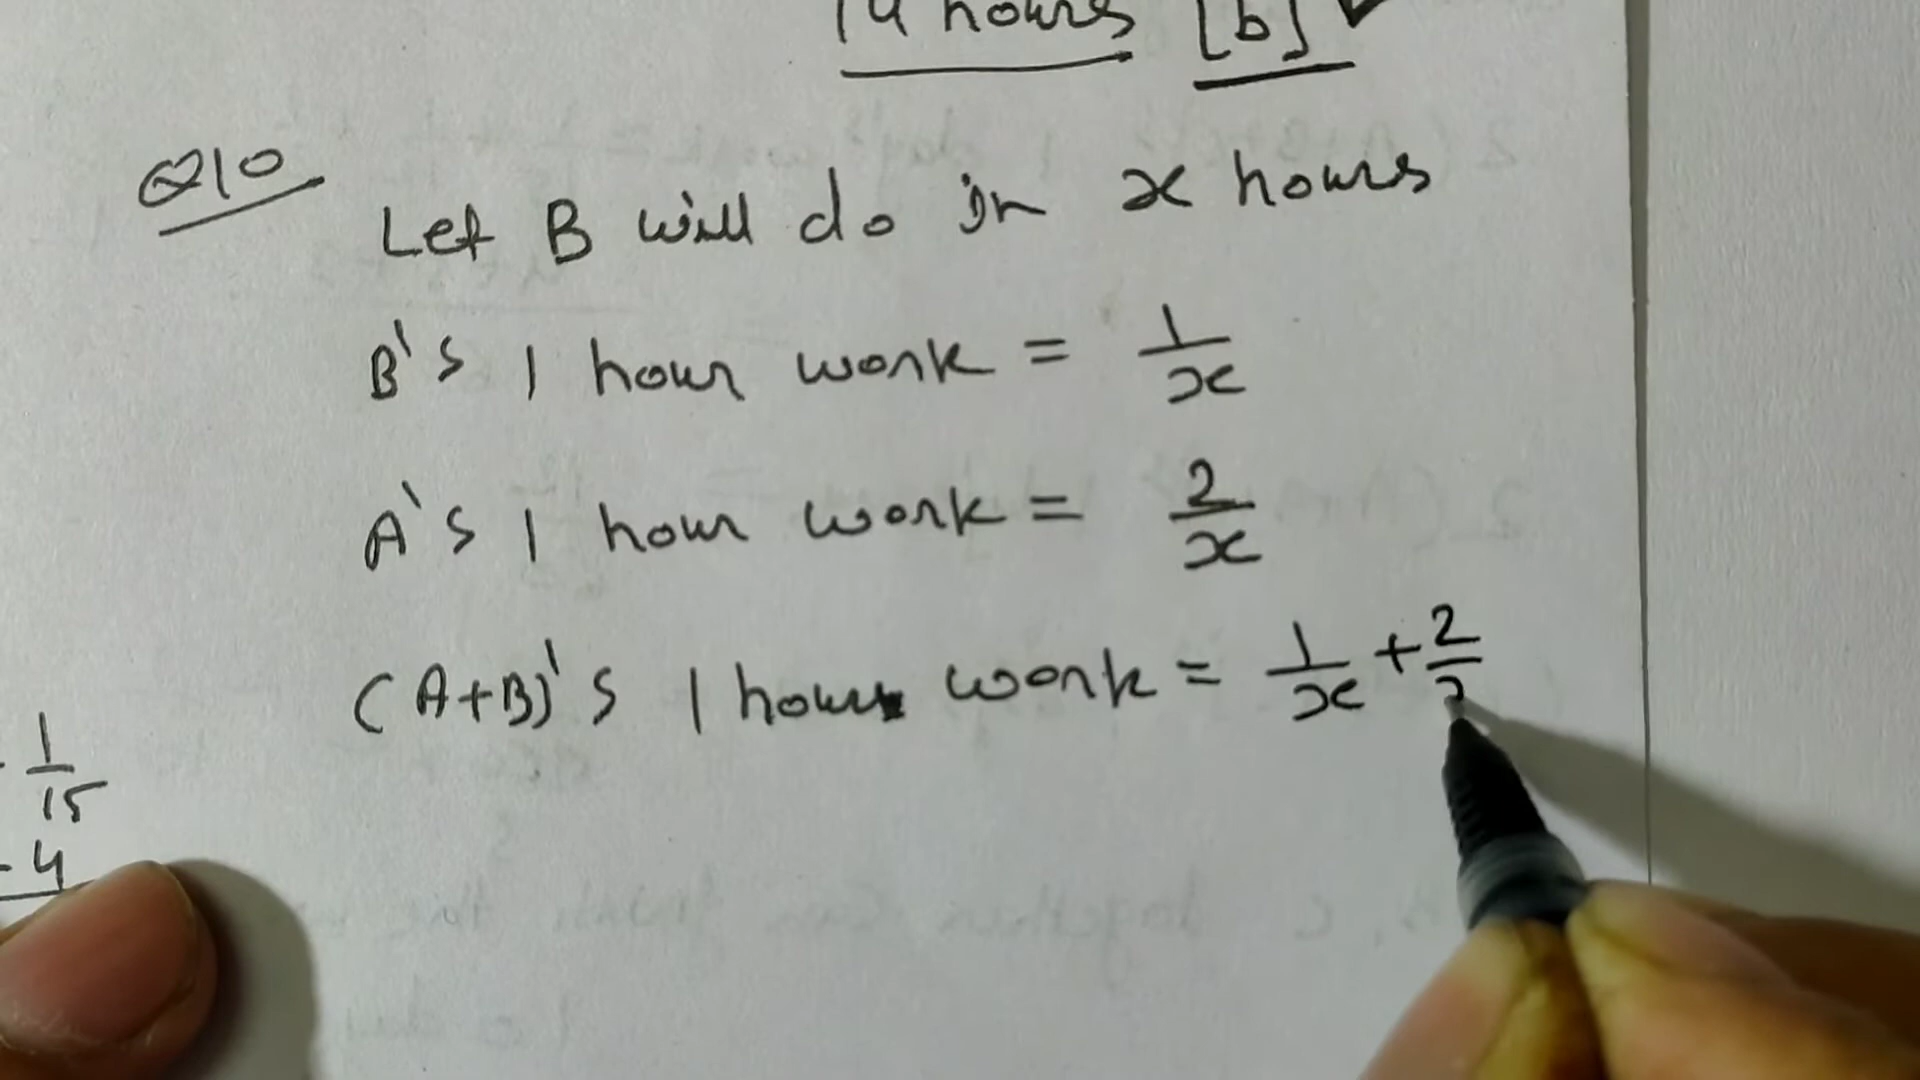 14 hours [b] ✓
Q10
Let B will do in x hours
B's 1 hour work = 1/x
A's 1 hour work = 2/x
(A+B)'s 1 hour work = 1/x + 2/
1/15
- 4